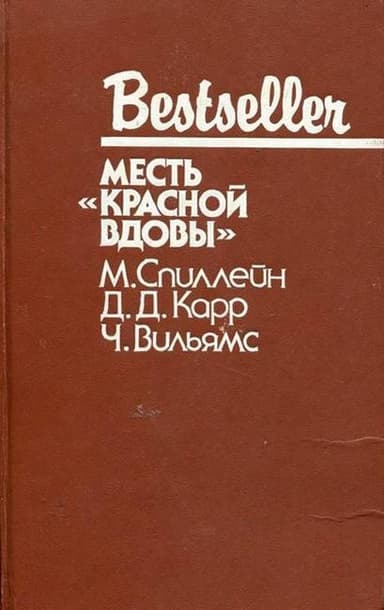 Bestseller
МЕСТЬ
«КРАСНОЙ
ВДОВЫ»
М. Спиллейн
Д. Д. Карр
Ч. Вильямс